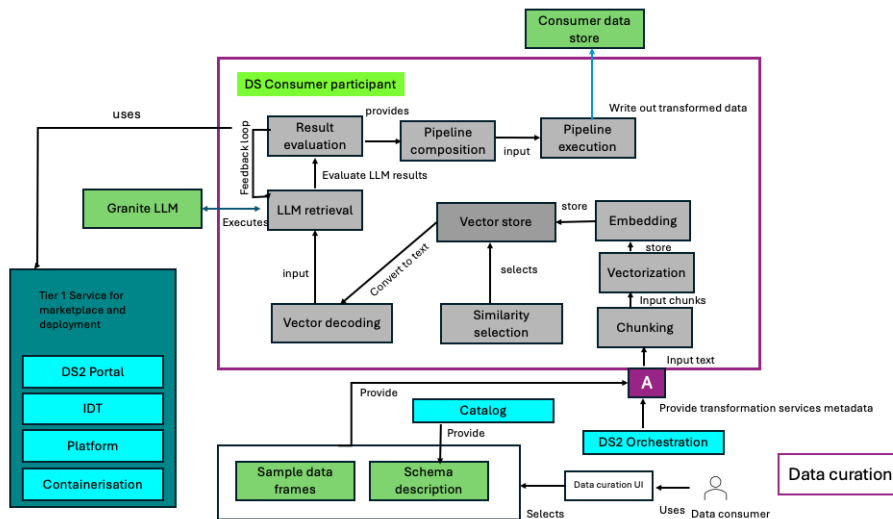 Consumer data
store
DS Consumer participant
Write out transformed data
uses
provides
Result
evaluation
Pipeline
composition
input
Pipeline
execution
Feedback loop
Evaluate LLM results
Granite LLM
Executes
LLM retrieval
Vector store
store
Embedding
store
Convert to text
selects
Vectorization
input
Input chunks
Tier 1 Service for
marketplace and
deployment
Vector decoding
Similarity
selection
Chunking
Input text
DS2 Portal
A
Provide
IDT
Catalog
Provide transformation services metadata
Provide
DS2 Orchestration
Platform
Sample data
frames
Schema
description
Data curation
Containerisation
Data curation UI
Selects
Uses
Data consumer